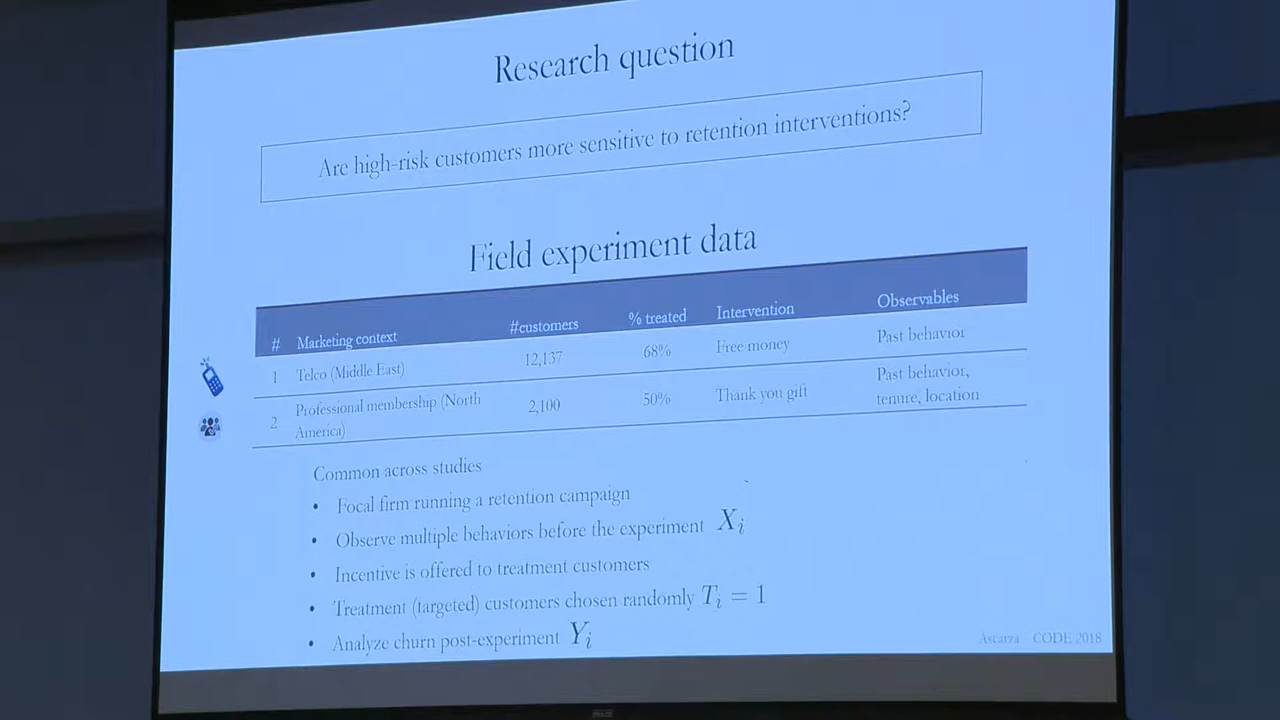 Research question
Are high-risk customers more sensitive to retention interventions?
Field experiment data
# Marketing context #customers % treated Intervention Observables
1 Telco (Middle East) 12,137 68% Free money Past behavior
2 Professional membership (North America) 2,100 50% Thank you gift Past behavior, tenure, location
Common across studies
• Focal firm running a retention campaign
• Observe multiple behaviors before the experiment Xi
• Incentive is offered to treatment customers
• Treatment (targeted) customers chosen randomly Ti = 1
• Analyze churn post-experiment Yi
Ascarza CODE 2018